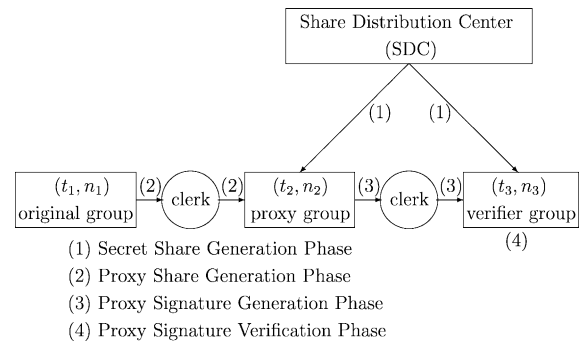 Share Distribution Center
(SDC)
(1) (1)
(t₁, n₁) (2) clerk (2) (t₂, n₂) (3) clerk (3) (t₃, n₃)
original group proxy group verifier group
(4)
(1) Secret Share Generation Phase
(2) Proxy Share Generation Phase
(3) Proxy Signature Generation Phase
(4) Proxy Signature Verification Phase